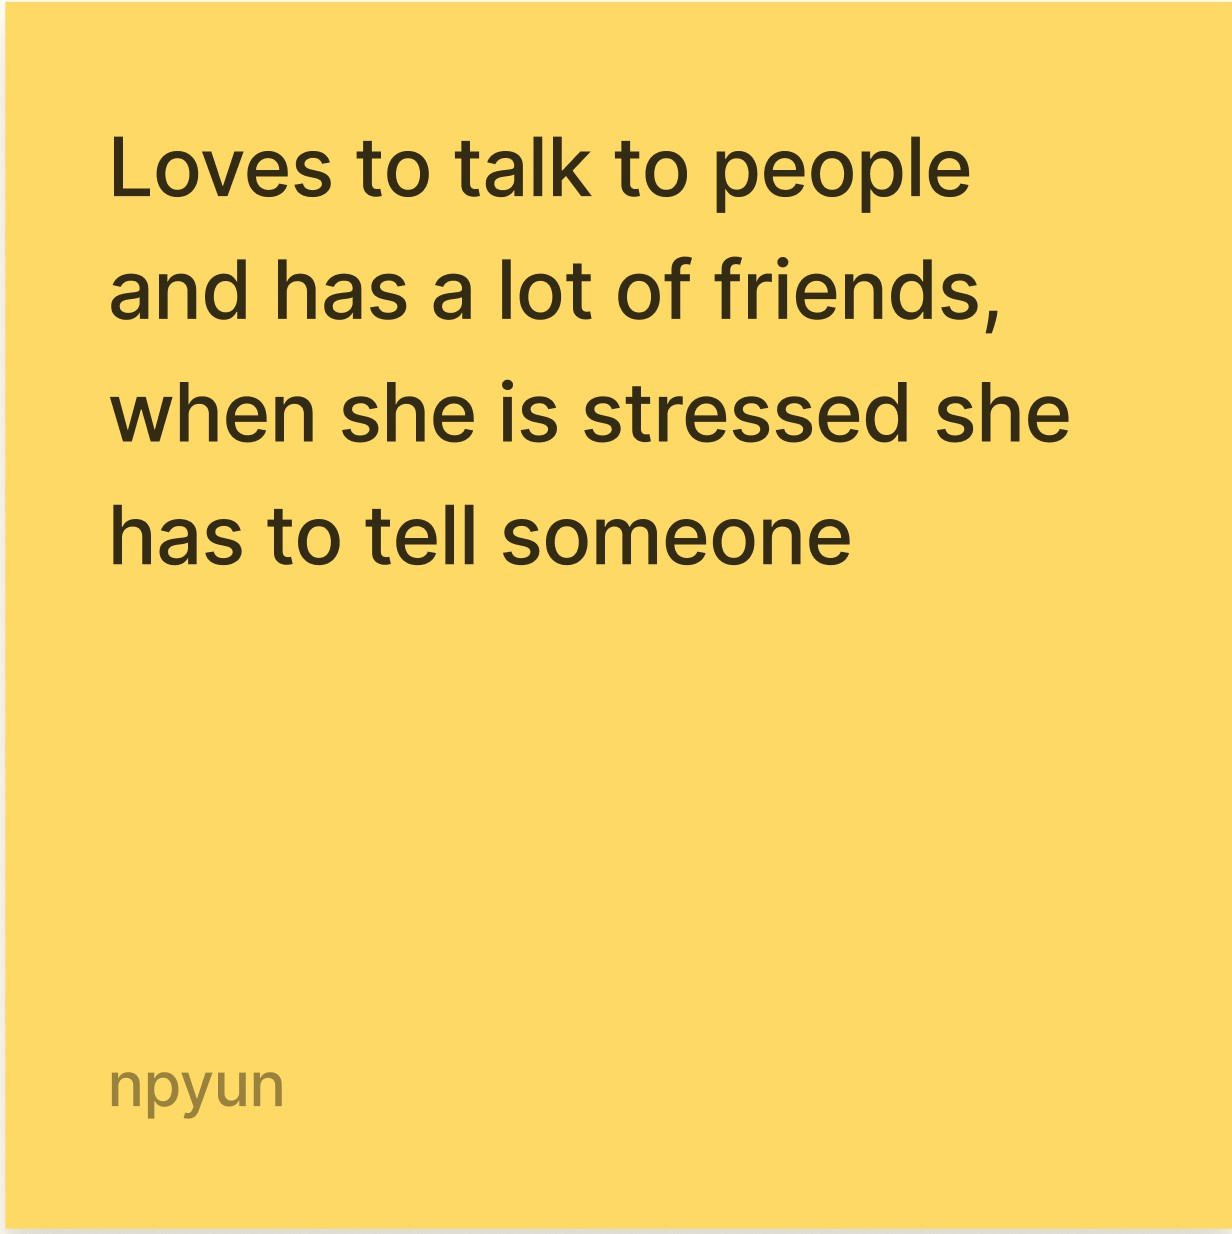 Loves to talk to people
and has a lot of friends,
when she is stressed she
has to tell someone
npyun